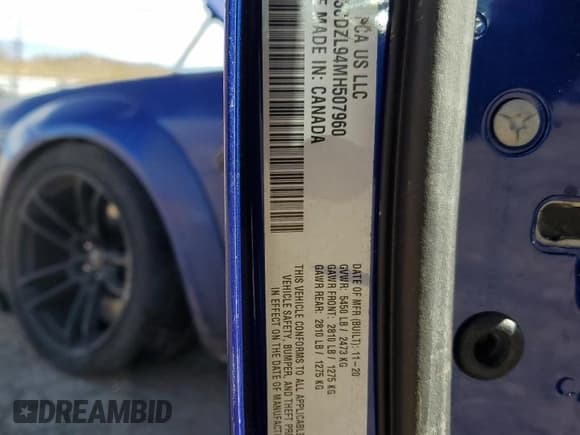 PCA US LLC
DZL94MH507960
E MADE IN: CANADA
DATE OF MFR (BUILT): 11-20
GVWR: 5450 LB / 2473 KG
GAWR FRONT: 2810 LB / 1275 KG
GAWR REAR: 2810 LB / 1275 KG
THIS VEHICLE CONFORMS TO ALL APPLICABLE
VEHICLE SAFETY, BUMPER, AND THEFT PRE
IN EFFECT ON THE DATE OF MANUFACT
DREAMBID